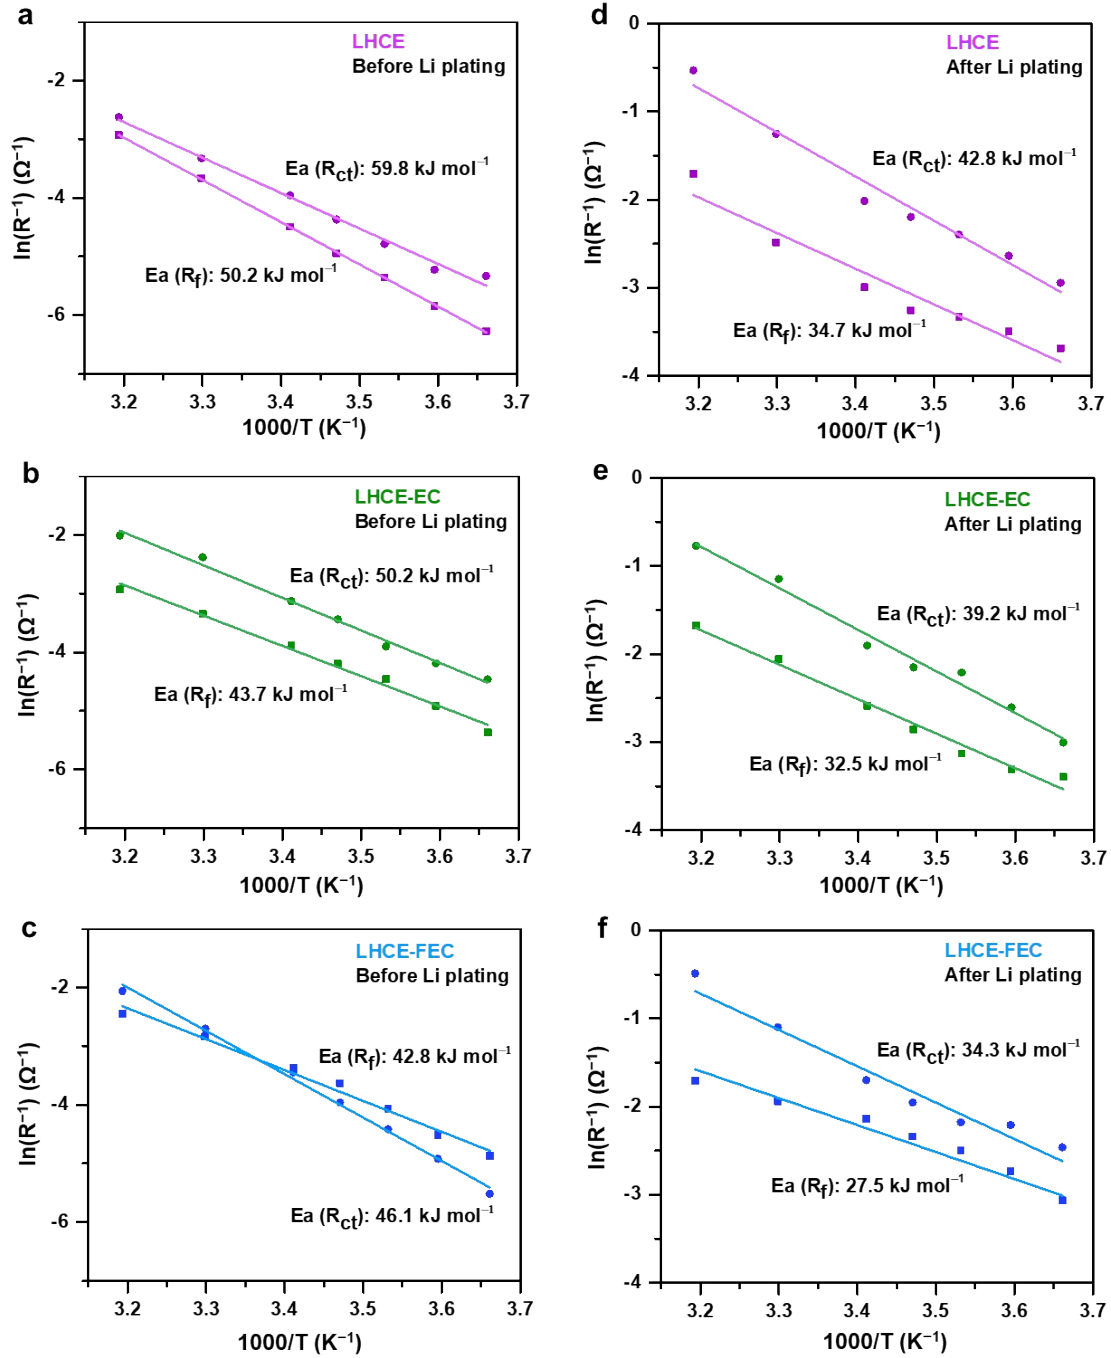 a
LHCE
Before Li plating
Ea (Rct): 59.8 kJ mol⁻¹
Ea (Rf): 50.2 kJ mol⁻¹
ln(R⁻¹) (Ω⁻¹)
-2
-4
-6
3.2 3.3 3.4 3.5 3.6 3.7
1000/T (K⁻¹)
d
LHCE
After Li plating
Ea (Rct): 42.8 kJ mol⁻¹
Ea (Rf): 34.7 kJ mol⁻¹
ln(R⁻¹) (Ω⁻¹)
0
-1
-2
-3
-4
3.2 3.3 3.4 3.5 3.6 3.7
1000/T (K⁻¹)
b
LHCE-EC
Before Li plating
Ea (Rct): 50.2 kJ mol⁻¹
Ea (Rf): 43.7 kJ mol⁻¹
ln(R⁻¹) (Ω⁻¹)
-2
-4
-6
3.2 3.3 3.4 3.5 3.6 3.7
1000/T (K⁻¹)
e
LHCE-EC
After Li plating
Ea (Rct): 39.2 kJ mol⁻¹
Ea (Rf): 32.5 kJ mol⁻¹
ln(R⁻¹) (Ω⁻¹)
0
-1
-2
-3
-4
3.2 3.3 3.4 3.5 3.6 3.7
1000/T (K⁻¹)
c
LHCE-FEC
Before Li plating
Ea (Rf): 42.8 kJ mol⁻¹
Ea (Rct): 46.1 kJ mol⁻¹
ln(R⁻¹) (Ω⁻¹)
-2
-4
-6
3.2 3.3 3.4 3.5 3.6 3.7
1000/T (K⁻¹)
f
LHCE-FEC
After Li plating
Ea (Rct): 34.3 kJ mol⁻¹
Ea (Rf): 27.5 kJ mol⁻¹
ln(R⁻¹) (Ω⁻¹)
0
-1
-2
-3
-4
3.2 3.3 3.4 3.5 3.6 3.7
1000/T (K⁻¹)